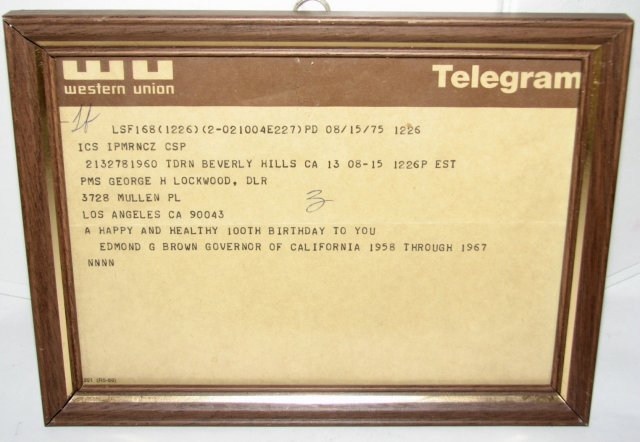 western union
Telegram
LSF168(1226)(2-021004E227)PD 08/15/75 1226
ICS IPMRNCZ CSP
2132781960 TDRN BEVERLY HILLS CA 13 08-15 1226P EST
PMS GEORGE H LOCKWOOD, DLR
3728 MULLEN PL
LOS ANGELES CA 90043
A HAPPY AND HEALTHY 100TH BIRTHDAY TO YOU
EDMOND G BROWN GOVERNOR OF CALIFORNIA 1958 THROUGH 1967
NNNN